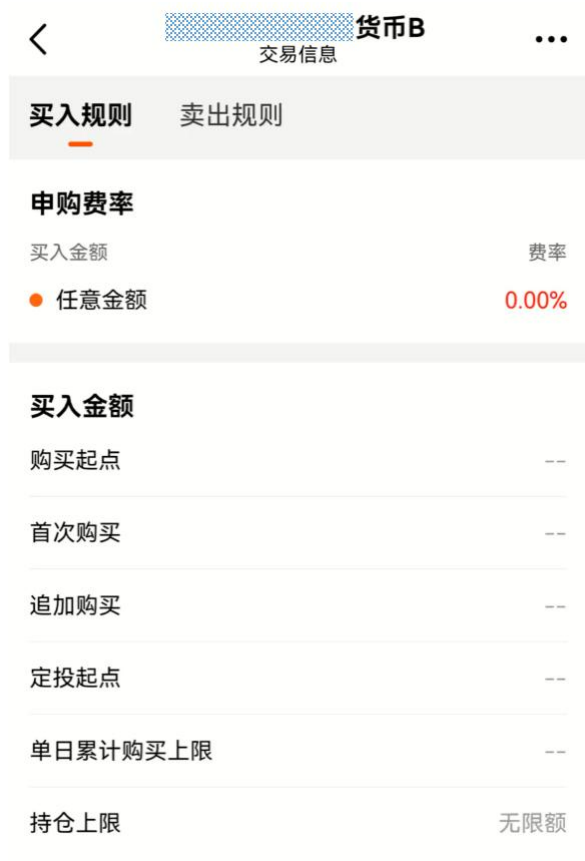 货币B
交易信息
买入规则 卖出规则
申购费率
买入金额 费率
任意金额 0.00%
买入金额
购买起点 --
首次购买 --
追加购买 --
定投起点 --
单日累计购买上限 --
持仓上限 无限额